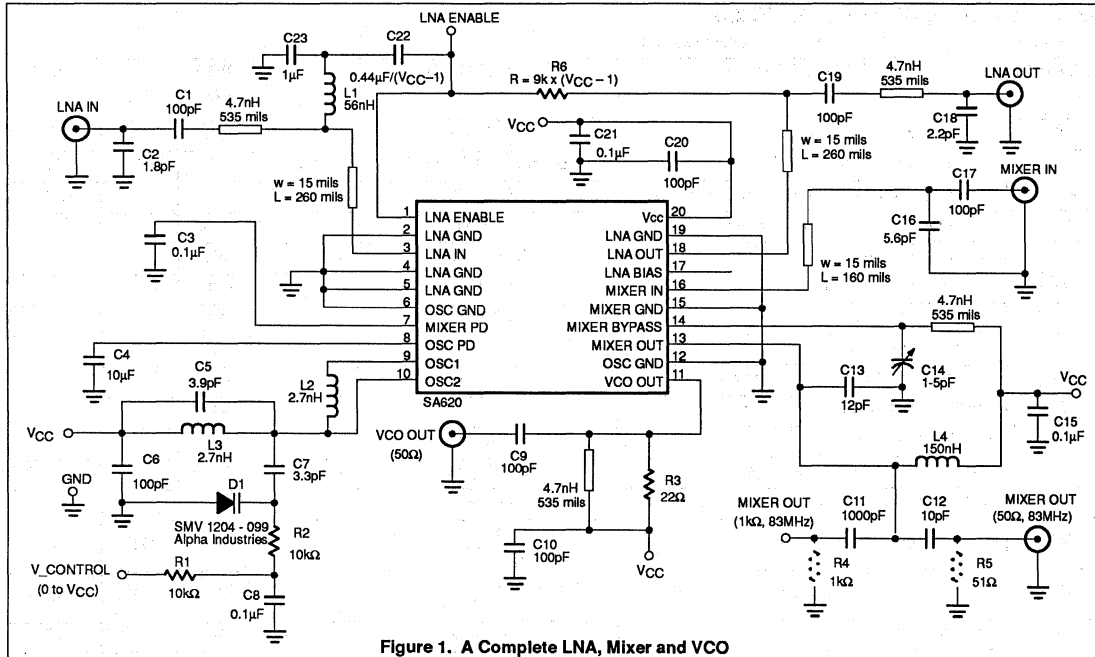 LNA ENABLE
C23
1µF
C22
0.44µF/(VCC−1)
L1
56nH
R6
R = 9k x (VCC − 1)
C19
100pF
4.7nH
535 mils
LNA OUT
C18
2.2pF
LNA IN
C1
100pF
4.7nH
535 mils
C2
1.8pF
VCC
C21
0.1µF
C20
100pF
w = 15 mils
L = 260 mils
w = 15 mils
L = 260 mils
C17
100pF
MIXER IN
C16
5.6pF
w = 15 mils
L = 160 mils
C3
0.1µF
1 LNA ENABLE
2 LNA GND
3 LNA IN
4 LNA GND
5 LNA GND
6 OSC GND
7 MIXER PD
8 OSC PD
9 OSC1
10 OSC2
Vcc 20
LNA GND 19
LNA OUT 18
LNA BIAS 17
MIXER IN 16
MIXER GND 15
MIXER BYPASS 14
MIXER OUT 13
OSC GND 12
VCO OUT 11
SA620
4.7nH
535 mils
C4
10µF
C5
3.9pF
L2
2.7nH
C13
12pF
C14
1-5pF
VCC
C15
0.1µF
L4
150nH
VCC
L3
2.7nH
C6
100pF
C7
3.3pF
GND
D1
SMV 1204 - 099
Alpha Industries
R2
10kΩ
V_CONTROL
(0 to VCC)
R1
10kΩ
C8
0.1µF
VCO OUT
(50Ω)
C9
100pF
4.7nH
535 mils
R3
22Ω
C10
100pF
VCC
MIXER OUT
(1kΩ, 83MHz)
C11
1000pF
C12
10pF
MIXER OUT
(50Ω, 83MHz)
R4
1kΩ
R5
51Ω
Figure 1. A Complete LNA, Mixer and VCO